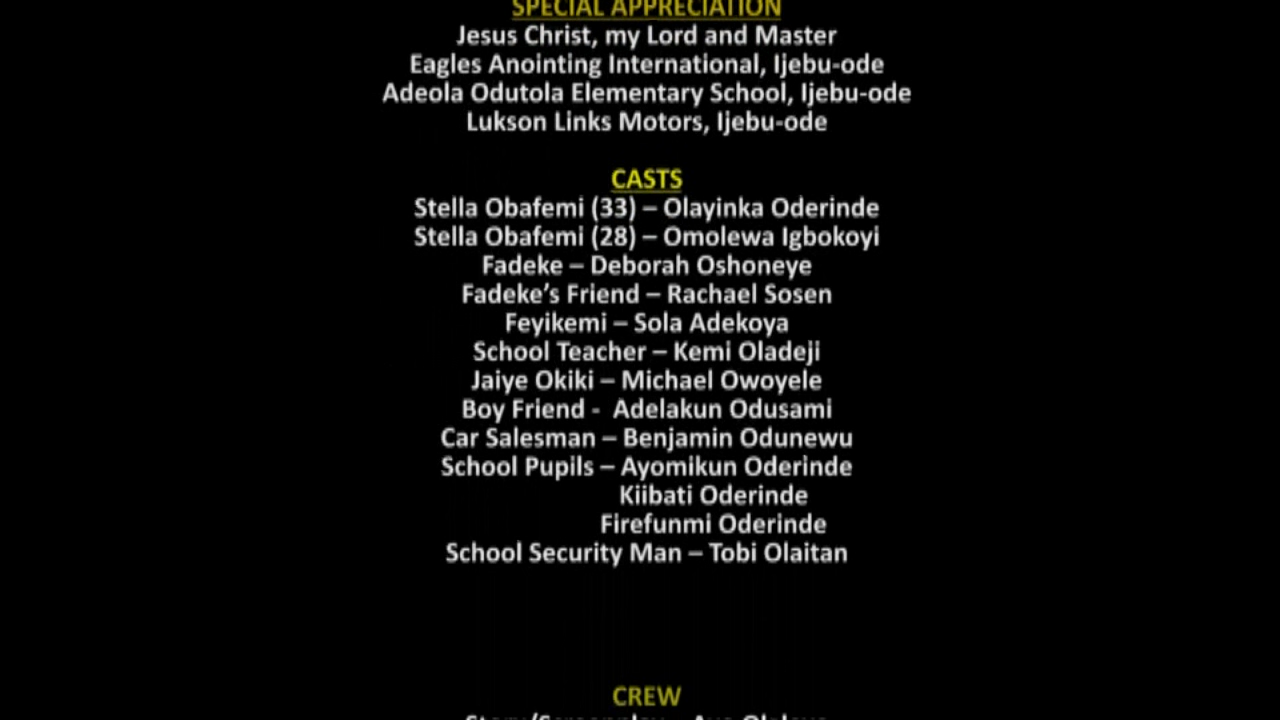 SPECIAL APPRECIATION
Jesus Christ, my Lord and Master
Eagles Anointing International, Ijebu-ode
Adeola Odutola Elementary School, Ijebu-ode
Lukson Links Motors, Ijebu-ode
CASTS
Stella Obafemi (33) – Olayinka Oderinde
Stella Obafemi (28) – Omolewa Igbokoyi
Fadeke – Deborah Oshoneye
Fadeke's Friend – Rachael Sosen
Feyikemi – Sola Adekoya
School Teacher – Kemi Oladeji
Jaiye Okiki – Michael Owoyele
Boy Friend - Adelakun Odusami
Car Salesman – Benjamin Odunewu
School Pupils – Ayomikun Oderinde
Kiibati Oderinde
Firefunmi Oderinde
School Security Man – Tobi Olaitan
CREW
Story/Screenplay –